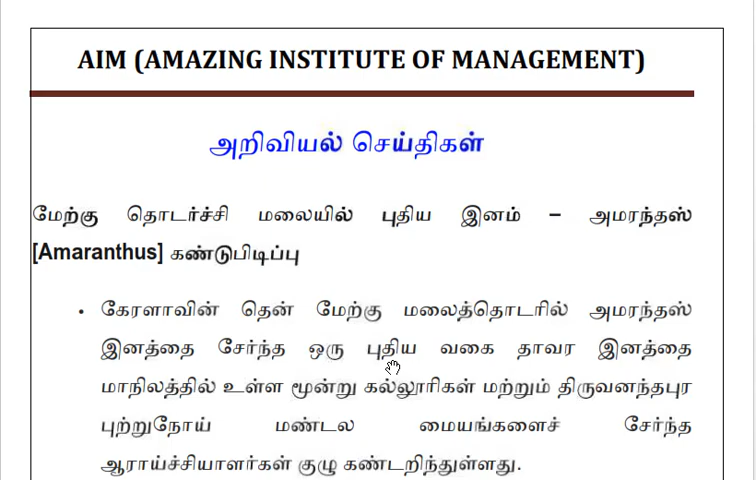 AIM (AMAZING INSTITUTE OF MANAGEMENT)
அறிவியல் செய்திகள்
மேற்கு தொடர்ச்சி மலையில் புதிய இனம் – அமரந்தஸ்
[Amaranthus] கண்டுபிடிப்பு
• கேரளாவின் தென் மேற்கு மலைத்தொடரில் அமரந்தஸ்
இனத்தை சேர்ந்த ஒரு புதிய வகை தாவர இனத்தை
மாநிலத்தில் உள்ள மூன்று கல்லூரிகள் மற்றும் திருவனந்தபுர
புற்றுநோய் மண்டல மையங்களைச் சேர்ந்த
ஆராய்ச்சியாளர்கள் குழு கண்டறிந்துள்ளது.